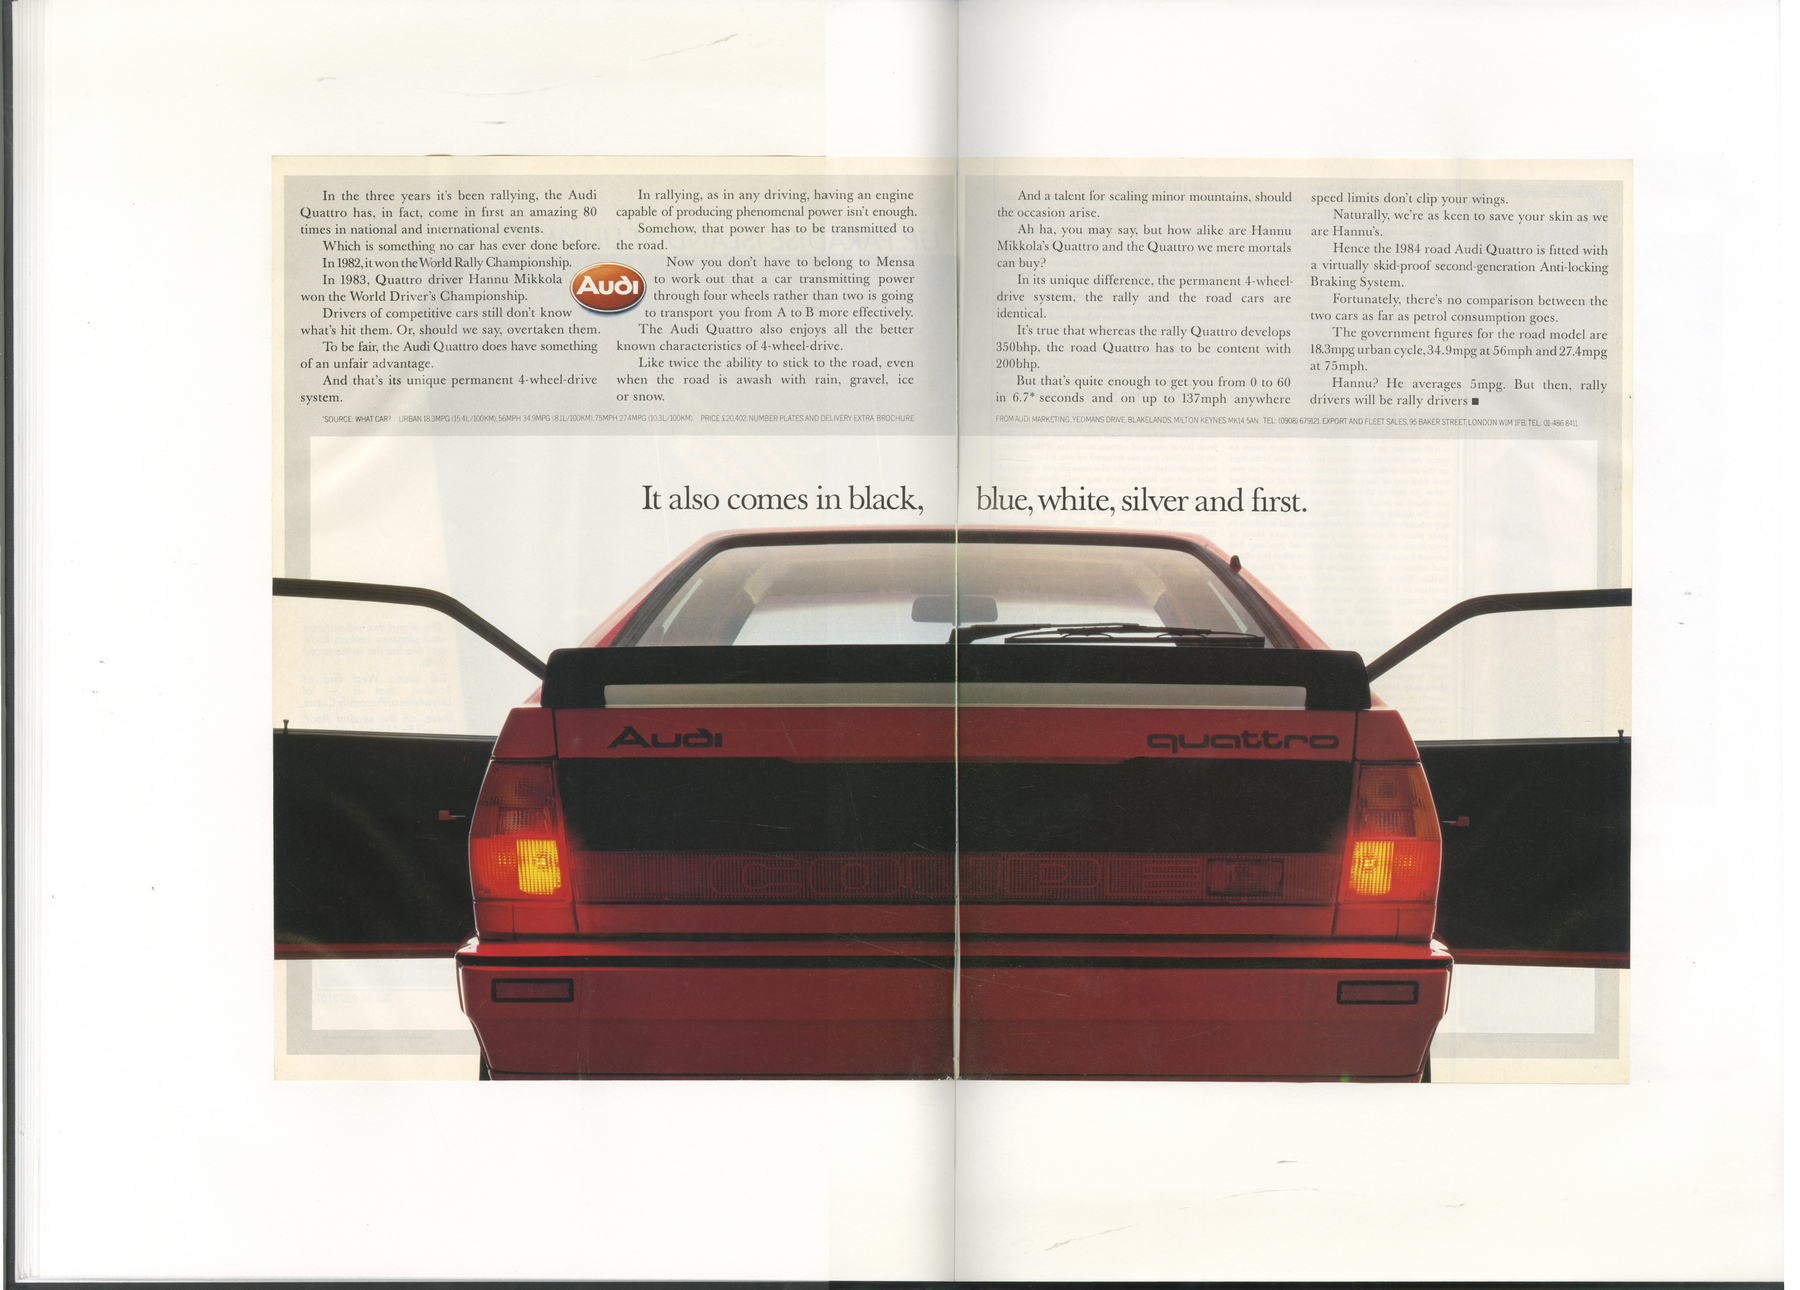 In the three years it's been rallying, the Audi
Quattro has, in fact, come in first an amazing 80
times in national and international events.
Which is something no car has ever done before.
In 1982, it won the World Rally Championship.
In 1983, Quattro driver Hannu Mikkola
won the World Driver's Championship.
Drivers of competitive cars still don't know
what's hit them. Or, should we say, overtaken them.
To be fair, the Audi Quattro does have something
of an unfair advantage.
And that's its unique permanent 4-wheel-drive
system.
Audi
In rallying, as in any driving, having an engine
capable of producing phenomenal power isn't enough.
Somehow, that power has to be transmitted to
the road.
Now you don't have to belong to Mensa
to work out that a car transmitting power
through four wheels rather than two is going
to transport you from A to B more effectively.
The Audi Quattro also enjoys all the better
known characteristics of 4-wheel-drive.
Like twice the ability to stick to the road, even
when the road is awash with rain, gravel, ice
or snow.
And a talent for scaling minor mountains, should
the occasion arise.
Ah ha, you may say, but how alike are Hannu
Mikkola's Quattro and the Quattro we mere mortals
can buy?
In its unique difference, the permanent 4-wheel-
drive system, the rally and the road cars are
identical.
It's true that whereas the rally Quattro develops
350bhp, the road Quattro has to be content with
200bhp.
But that's quite enough to get you from 0 to 60
in 6.7* seconds and on up to 137mph anywhere
speed limits don't clip your wings.
Naturally, we're as keen to save your skin as we
are Hannu's.
Hence the 1984 road Audi Quattro is fitted with
a virtually skid-proof second-generation Anti-locking
Braking System.
Fortunately, there's no comparison between the
two cars as far as petrol consumption goes.
The government figures for the road model are
18.3mpg urban cycle, 34.9mpg at 56mph and 27.4mpg
at 75mph.
Hannu? He averages 5mpg. But then, rally
drivers will be rally drivers ■
*SOURCE: WHAT CAR? URBAN 18.3MPG (15.4L/100KM), 56MPH 34.9MPG (8.1L/100KM), 75MPH 27.4MPG (10.3L/100KM). PRICE £20,402. NUMBER PLATES AND DELIVERY EXTRA BROCHURE
FROM AUDI MARKETING, YEOMANS DRIVE, BLAKELANDS, MILTON KEYNES MK14 5AN. TEL: (0908) 679121. EXPORT AND FLEET SALES, 95 BAKER STREET, LONDON W1M 1FB. TEL: 01-486 8411.
It also comes in black, blue, white, silver and first.
Audi quattro
COUPE